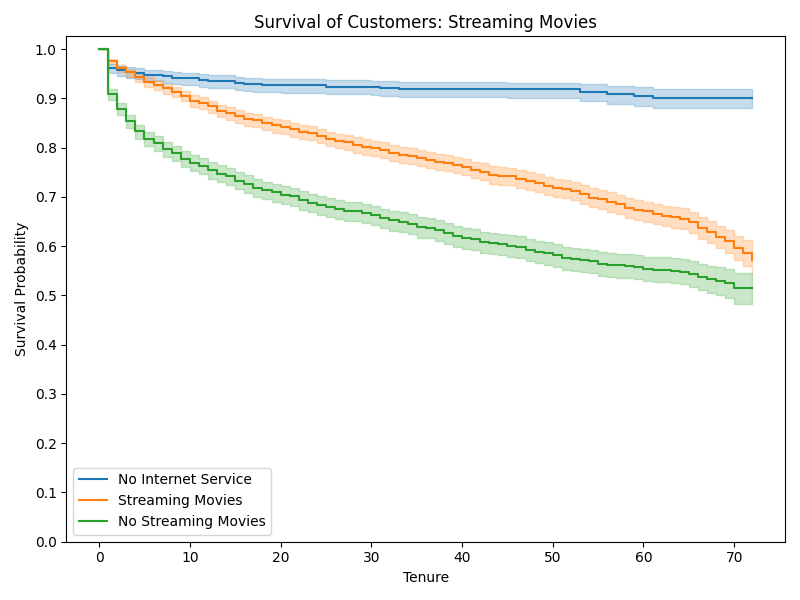 Survival of Customers: Streaming Movies
Survival Probability
1.0
0.9
0.8
0.7
0.6
0.5
0.4
0.3
0.2
0.1
0.0
No Internet Service
Streaming Movies
No Streaming Movies
0 10 20 30 40 50 60 70
Tenure